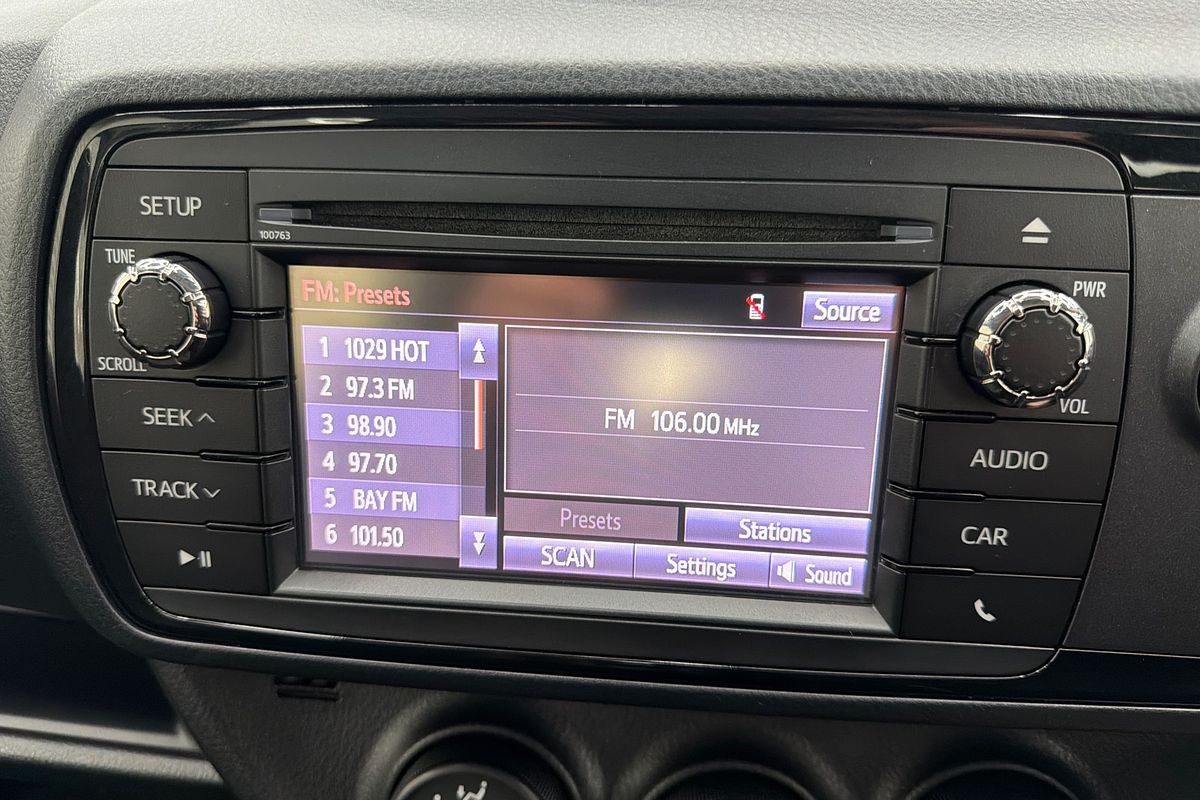 SETUP
100763
TUNE
SCROLL
SEEK
TRACK
FM: Presets
Source
1 1029 HOT
2 97.3 FM
3 98.90
4 97.70
5 BAY FM
6 101.50
FM 106.00 MHz
Presets
Stations
SCAN
Settings
Sound
PWR
VOL
AUDIO
CAR